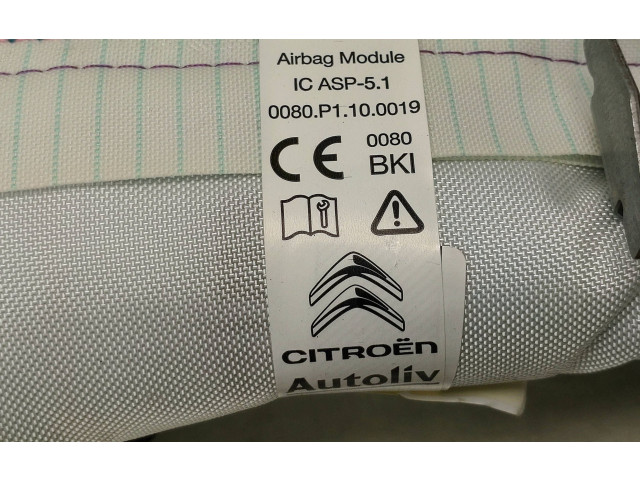 Airbag Module
IC ASP-5.1
0080.P1.10.0019
CE 0080
BKI
CITROËN
Autoliv